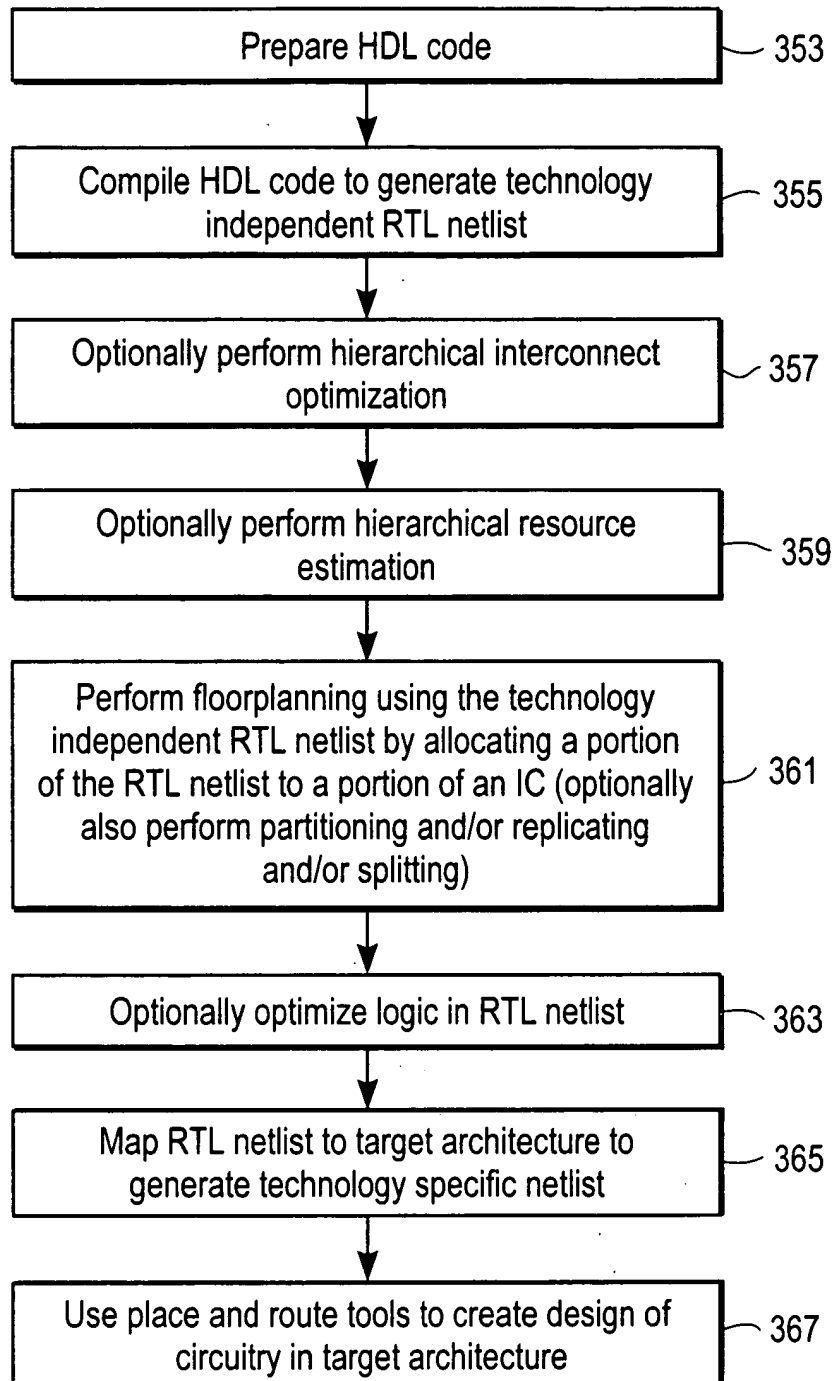 Prepare HDL code
353
Compile HDL code to generate technology
independent RTL netlist
355
Optionally perform hierarchical interconnect
optimization
357
Optionally perform hierarchical resource
estimation
359
Perform floorplanning using the technology
independent RTL netlist by allocating a portion
of the RTL netlist to a portion of an IC (optionally
also perform partitioning and/or replicating
and/or splitting)
361
Optionally optimize logic in RTL netlist
363
Map RTL netlist to target architecture to
generate technology specific netlist
365
Use place and route tools to create design of
circuitry in target architecture
367